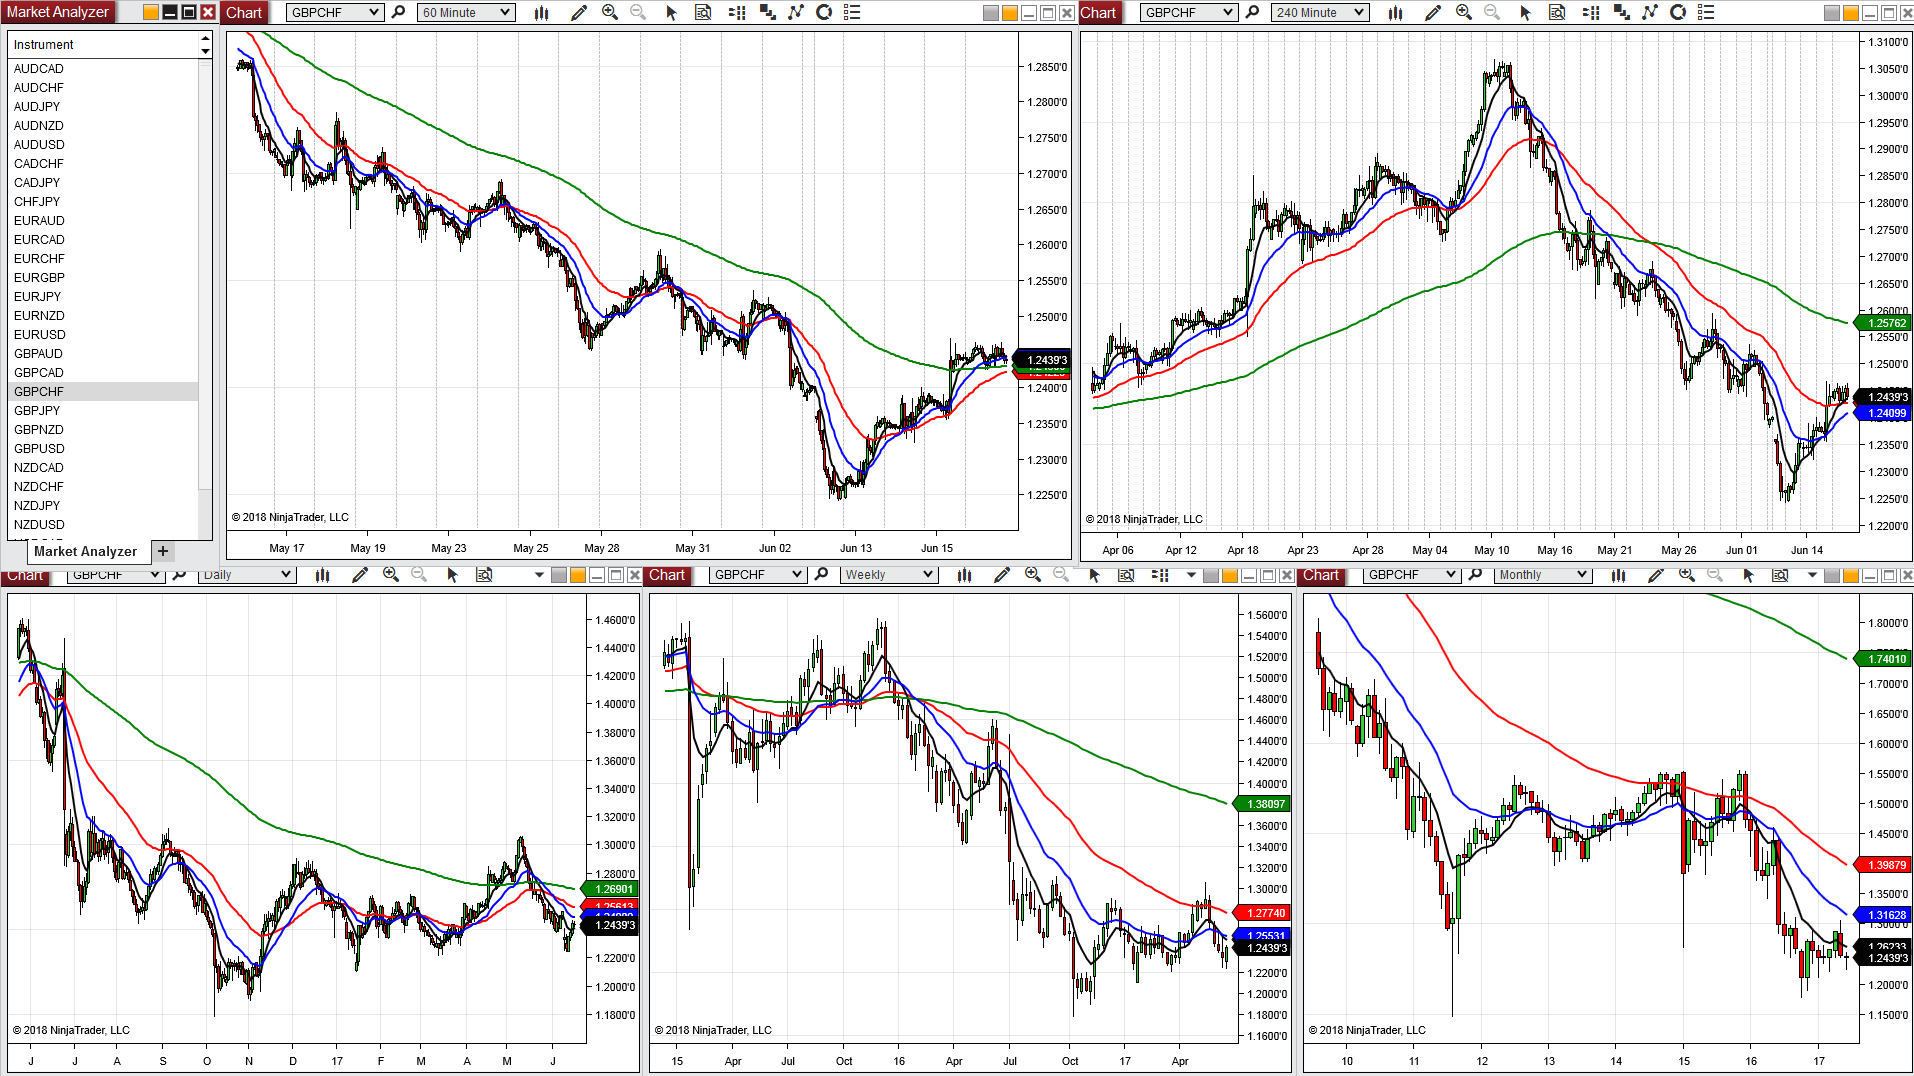 Market Analyzer
Instrument
AUDCAD
AUDCHF
AUDJPY
AUDNZD
AUDUSD
CADCHF
CADJPY
CHFJPY
EURAUD
EURCAD
EURCHF
EURGBP
EURJPY
EURNZD
EURUSD
GBPAUD
GBPCAD
GBPCHF
GBPJPY
GBPNZD
GBPUSD
NZDCAD
NZDCHF
NZDJPY
NZDUSD
Market Analyzer +
Chart GBPCHF 60 Minute
1.2850'0
1.2800'0
1.2750'0
1.2700'0
1.2650'0
1.2600'0
1.2550'0
1.2500'0
1.2439'3
1.2400'0
1.2350'0
1.2300'0
1.2250'0
© 2018 NinjaTrader, LLC
May 17 May 19 May 23 May 25 May 28 May 31 Jun 02 Jun 13 Jun 15
Chart GBPCHF 240 Minute
1.3100'0
1.3050'0
1.3000'0
1.2950'0
1.2900'0
1.2850'0
1.2800'0
1.2750'0
1.2700'0
1.2650'0
1.2600'0
1.25762
1.2550'0
1.2500'0
1.2439'3
1.24099
1.2350'0
1.2300'0
1.2250'0
1.2200'0
© 2018 NinjaTrader, LLC
Apr 06 Apr 12 Apr 18 Apr 23 Apr 28 May 04 May 10 May 16 May 21 May 26 Jun 01 Jun 14
Chart GBPCHF Daily
1.4600'0
1.4400'0
1.4200'0
1.4000'0
1.3800'0
1.3600'0
1.3400'0
1.3200'0
1.3000'0
1.2800'0
1.26901
1.25613
1.2439'3
1.2200'0
1.2000'0
1.1800'0
© 2018 NinjaTrader, LLC
J J A S O N D 17 F M A M J
Chart GBPCHF Weekly
1.5600'0
1.5400'0
1.5200'0
1.5000'0
1.4800'0
1.4600'0
1.4400'0
1.4200'0
1.4000'0
1.38097
1.3600'0
1.3400'0
1.3200'0
1.3000'0
1.27740
1.25531
1.2439'3
1.2200'0
1.2000'0
1.1800'0
1.1600'0
© 2018 NinjaTrader, LLC
15 Apr Jul Oct 16 Apr Jul Oct 17 Apr
Chart GBPCHF Monthly
1.8000'0
1.74010
1.7000'0
1.6500'0
1.6000'0
1.5500'0
1.5000'0
1.4500'0
1.39879
1.3500'0
1.31628
1.3000'0
1.26233
1.2439'3
1.2000'0
1.1500'0
© 2018 NinjaTrader, LLC
10 11 12 13 14 15 16 17